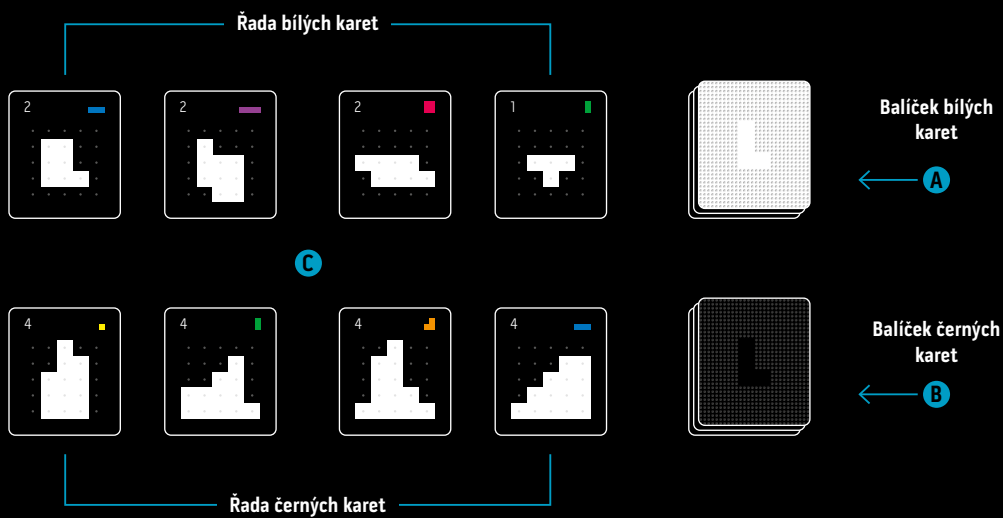 Řada bílých karet
2
2
2
1
Balíček bílých
karet
A
C
4
4
4
4
Balíček černých
karet
B
Řada černých karet